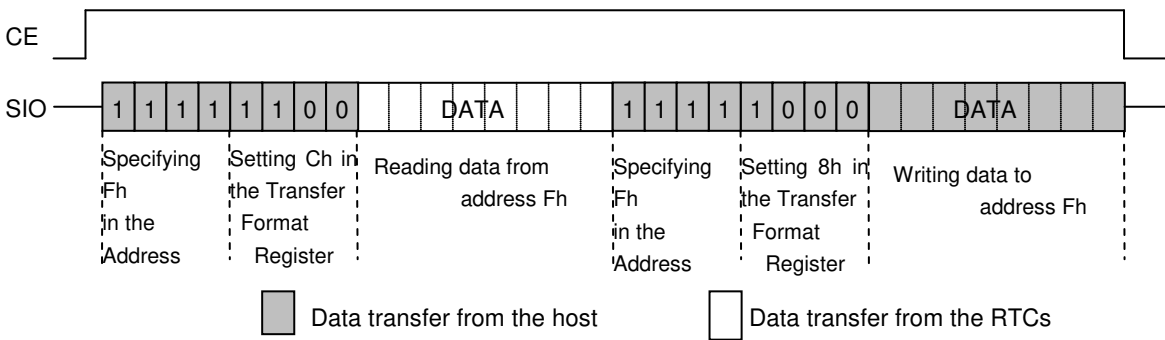 CE
SIO 1 1 1 1 1 1 0 0 DATA 1 1 1 1 1 0 0 0 DATA
Specifying
Fh
in the
Address
Setting Ch in
the Transfer
Format
Register
Reading data from
address Fh
Specifying
Fh
in the
Address
Setting 8h in
the Transfer
Format
Register
Writing data to
address Fh
Data transfer from the host
Data transfer from the RTCs